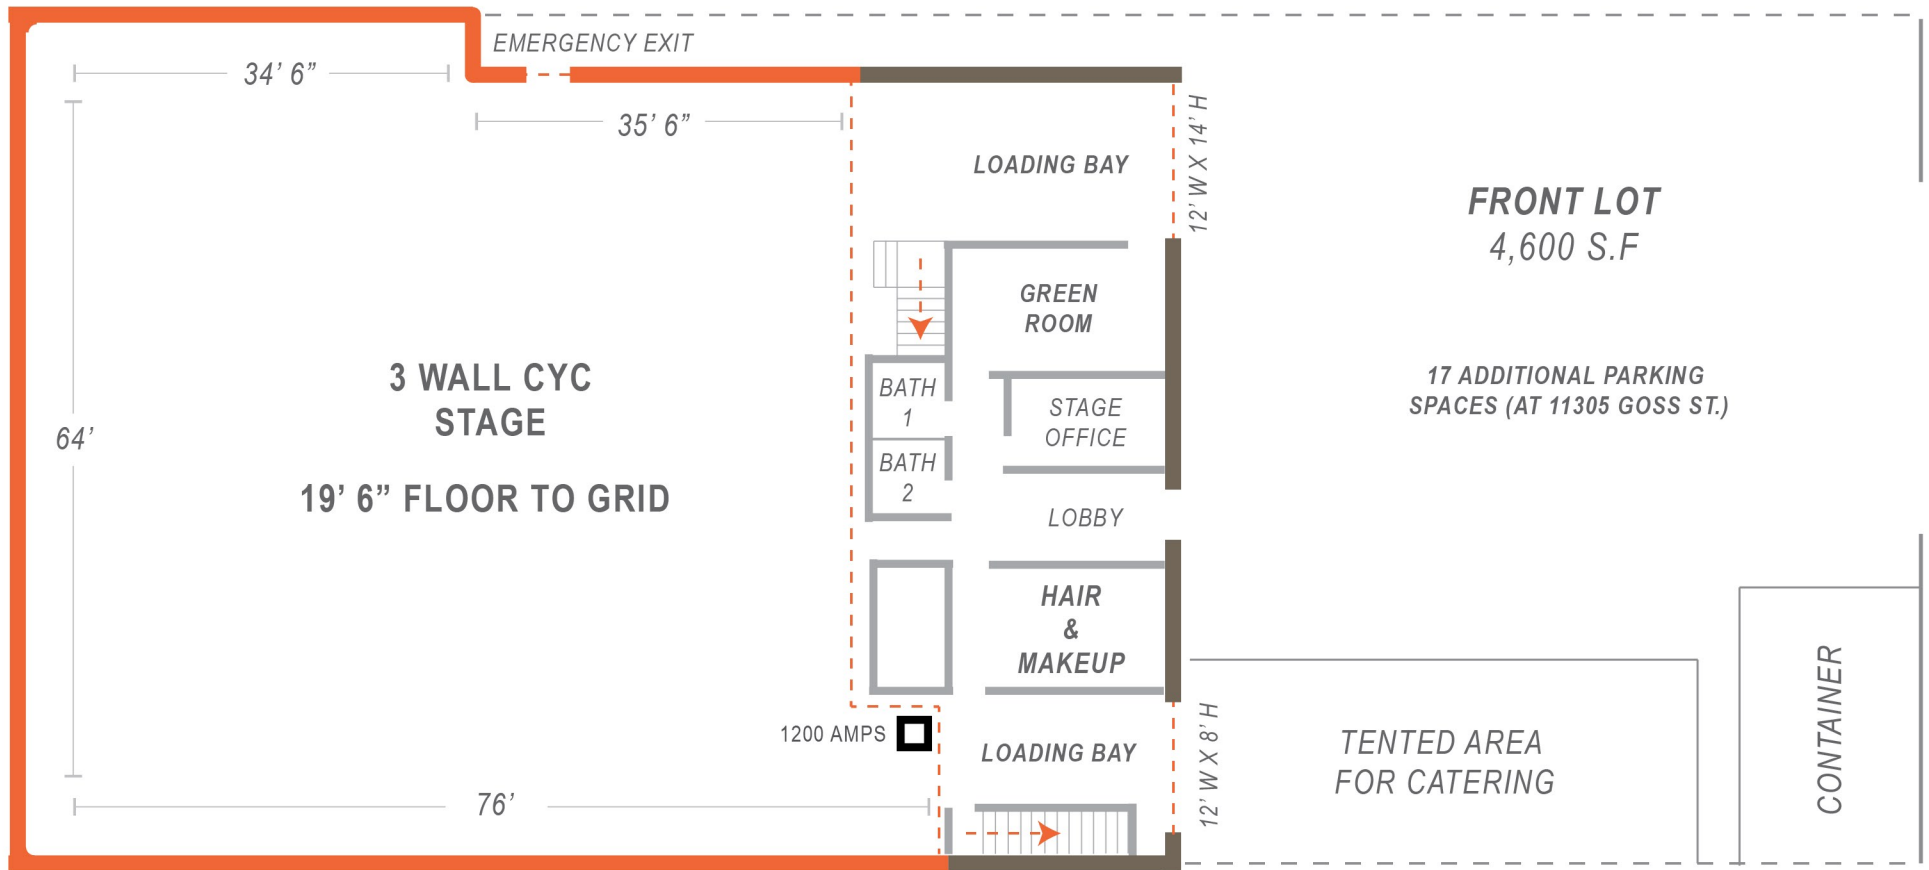 EMERGENCY EXIT
34’ 6”
35’ 6”
12’ W X 14’ H
LOADING BAY
FRONT LOT
4,600 S.F
GREEN
ROOM
17 ADDITIONAL PARKING
SPACES (AT 11305 GOSS ST.)
3 WALL CYC
STAGE
19’ 6” FLOOR TO GRID
64’
BATH
1
STAGE
OFFICE
BATH
2
LOBBY
HAIR
&
MAKEUP
1200 AMPS
LOADING BAY
12’ W X 8’ H
TENTED AREA
FOR CATERING
CONTAINER
76’